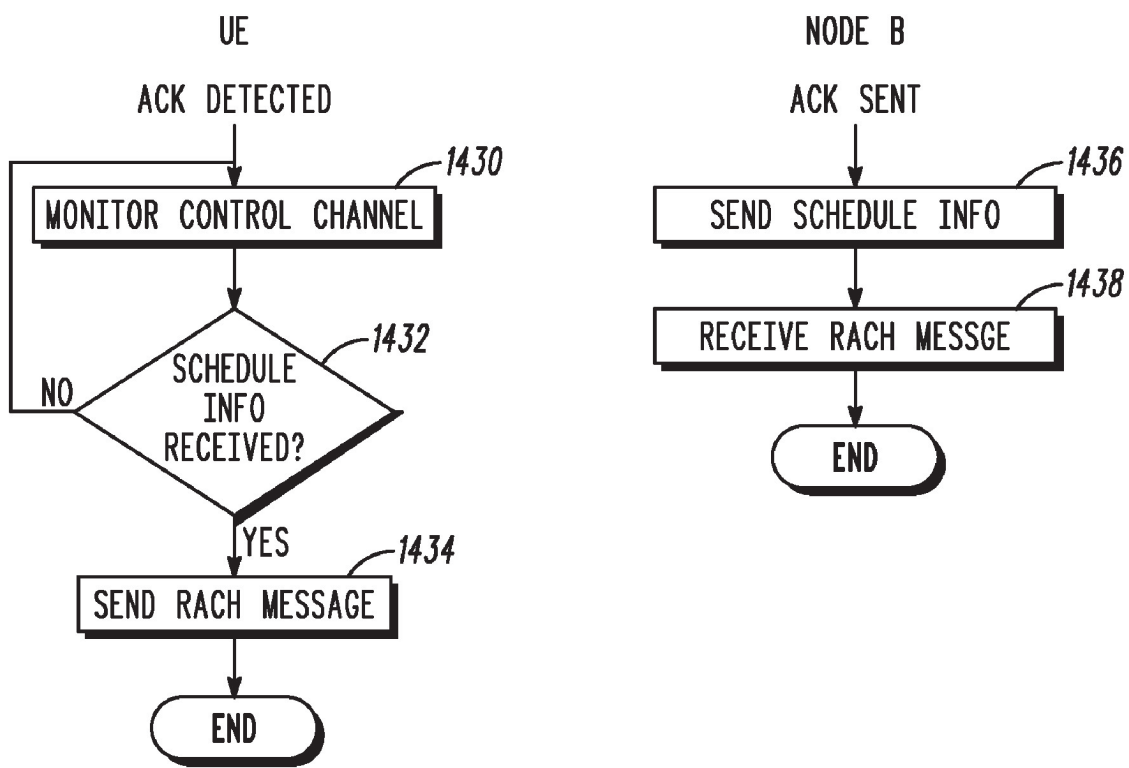 UE
ACK DETECTED
1430
MONITOR CONTROL CHANNEL
1432
SCHEDULE
INFO
RECEIVED?
NO
YES
1434
SEND RACH MESSAGE
END
NODE B
ACK SENT
1436
SEND SCHEDULE INFO
1438
RECEIVE RACH MESSGE
END